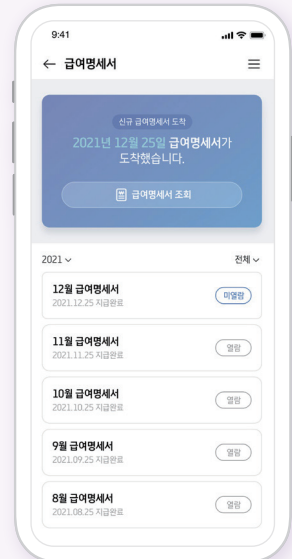 9:41
급여명세서
신규 급여명세서 도착
2021년 12월 25일 급여명세서가
도착했습니다.
급여명세서 조회
2021 전체
12월 급여명세서
2021.12.25 지급완료
미열람
11월 급여명세서
2021.11.25 지급완료
열람
10월 급여명세서
2021.10.25 지급완료
열람
9월 급여명세서
2021.09.25 지급완료
열람
8월 급여명세서
2021.08.25 지급완료
열람